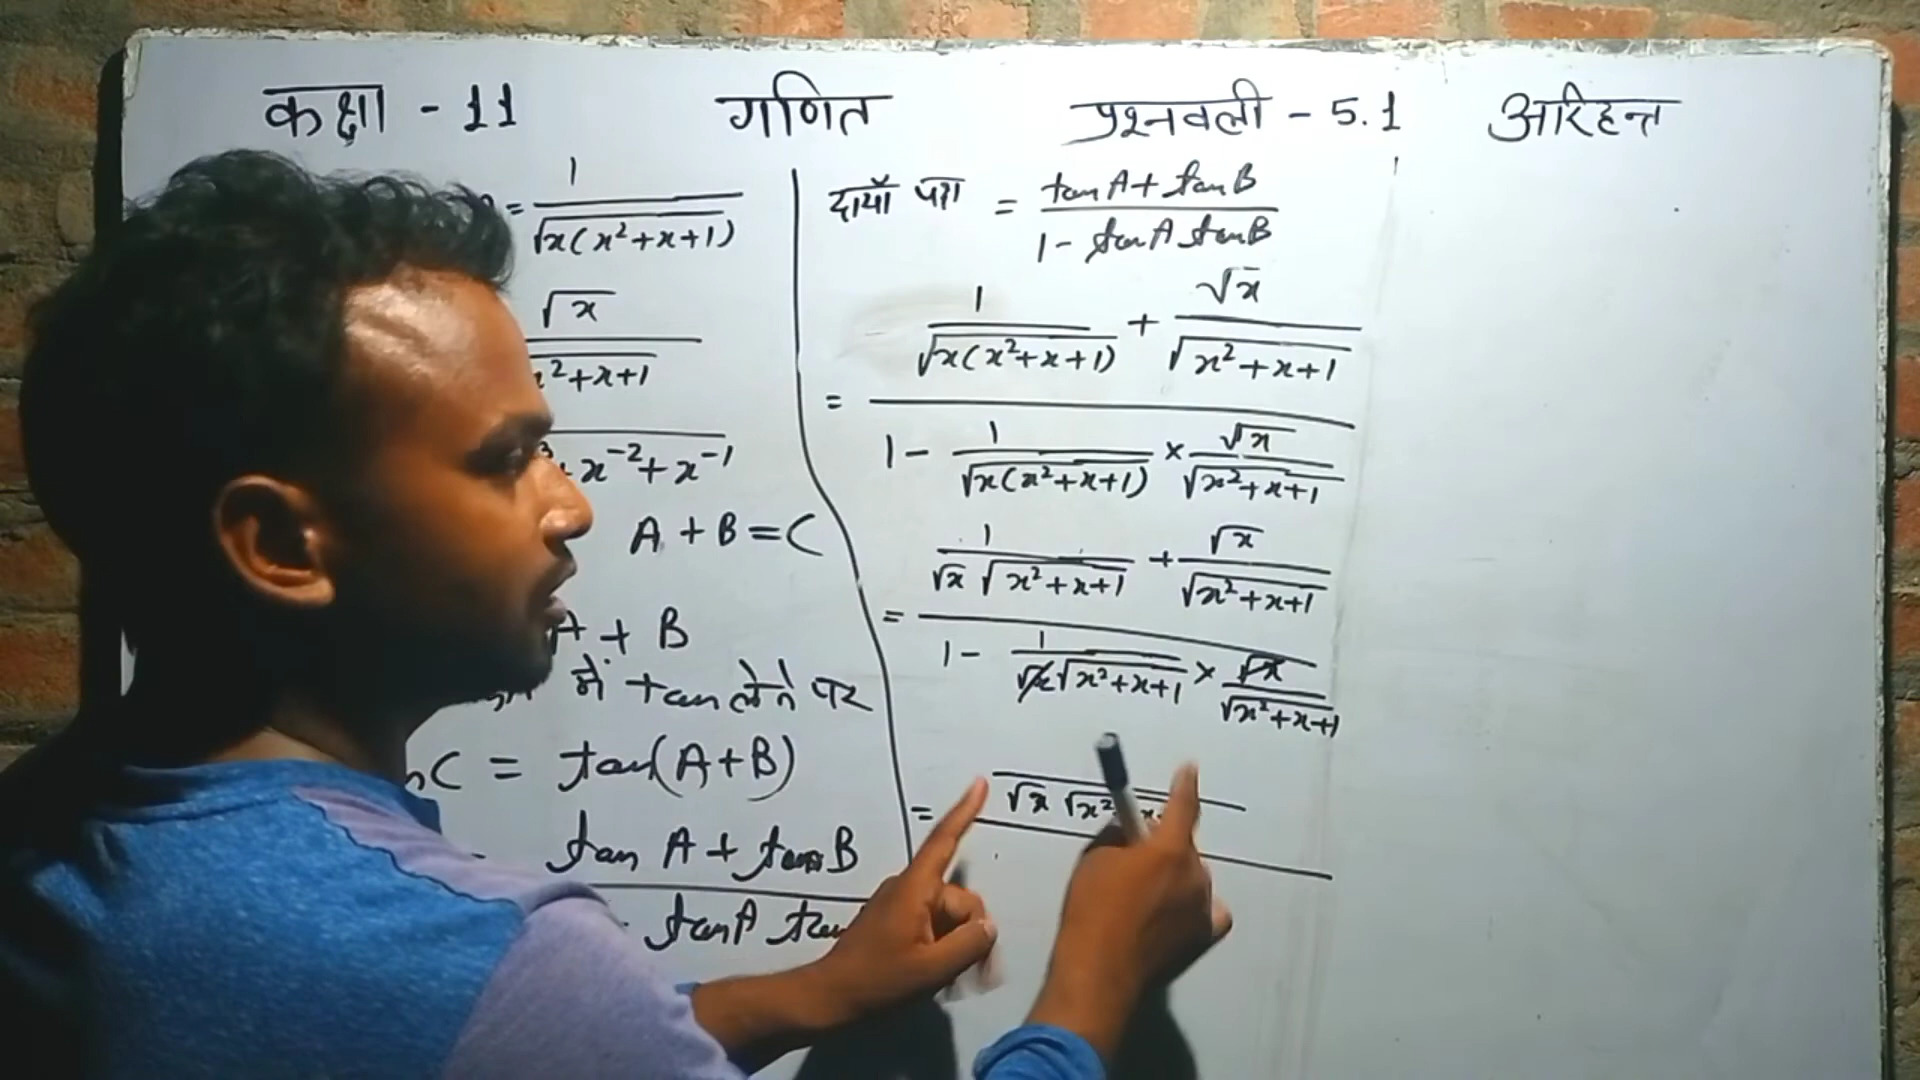 कक्षा - 11 गणित प्रश्नवली - 5.1 अरिहन्त
= 1 / √x(x²+x+1)
√x / x²+x+1
x⁻²+x⁻¹
A + B = C
A + B
में tan लेने पर
C = tan(A+B)
tan A + tan B
tan A tan
दायाँ पक्ष = tan A + tan B / 1 - tan A tan B
= 1 / √x(x²+x+1) + √x / √x²+x+1
1 - 1 / √x(x²+x+1) × √x / √x²+x+1
= 1 / √x √x²+x+1 + √x / √x²+x+1
1 - 1 / √x √x²+x+1 × √x / √x²+x+1
= √x √x²